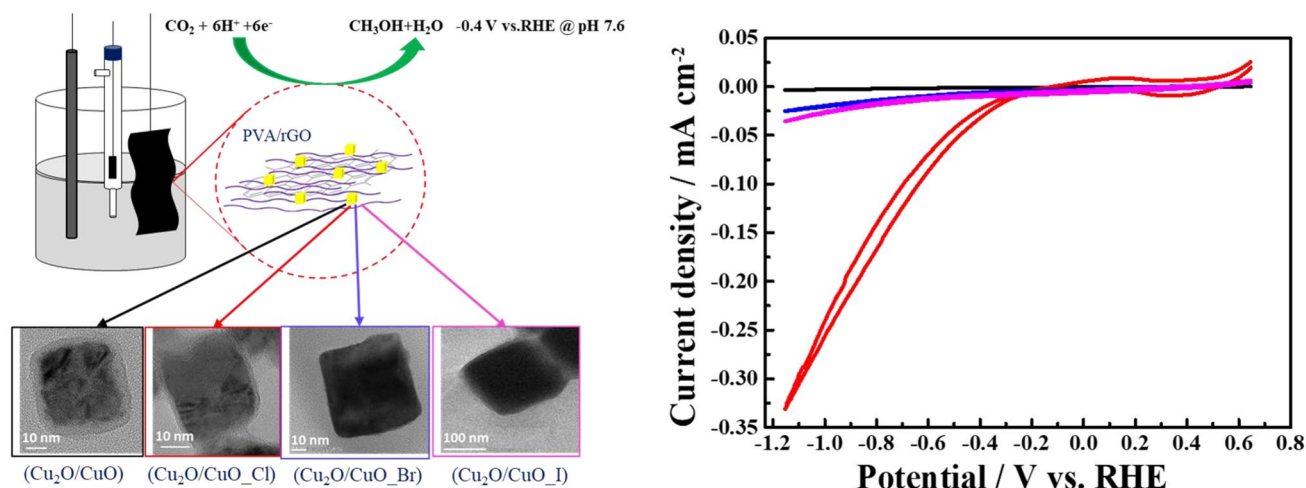 CO₂ + 6H⁺ +6e⁻ CH₃OH+H₂O -0.4 V vs.RHE @ pH 7.6
PVA/rGO
10 nm
10 nm
10 nm
100 nm
(Cu₂O/CuO)
(Cu₂O/CuO_Cl)
(Cu₂O/CuO_Br)
(Cu₂O/CuO_I)
Current density / mA cm⁻²
0.05
0.00
-0.05
-0.10
-0.15
-0.20
-0.25
-0.30
-0.35
-1.2 -1.0 -0.8 -0.6 -0.4 -0.2 0.0 0.2 0.4 0.6 0.8
Potential / V vs. RHE